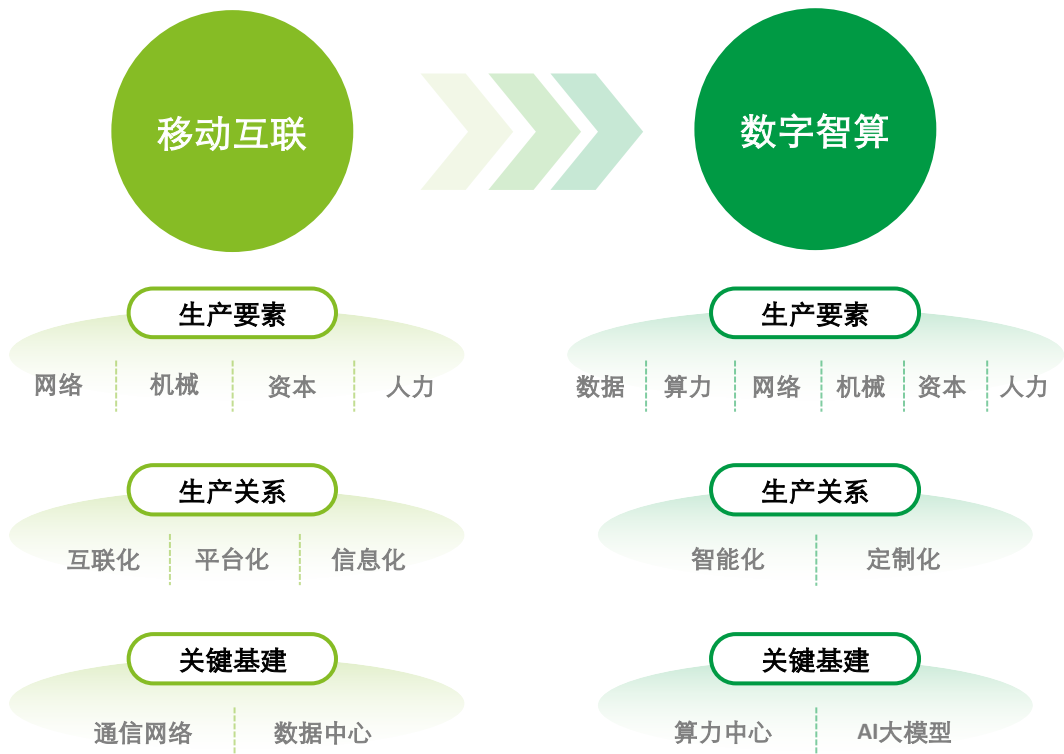 移动互联
数字智算
生产要素
生产要素
网络 机械 资本 人力
数据 算力 网络 机械 资本 人力
生产关系
生产关系
互联化 平台化 信息化
智能化 定制化
关键基建
关键基建
通信网络 数据中心
算力中心 AI大模型